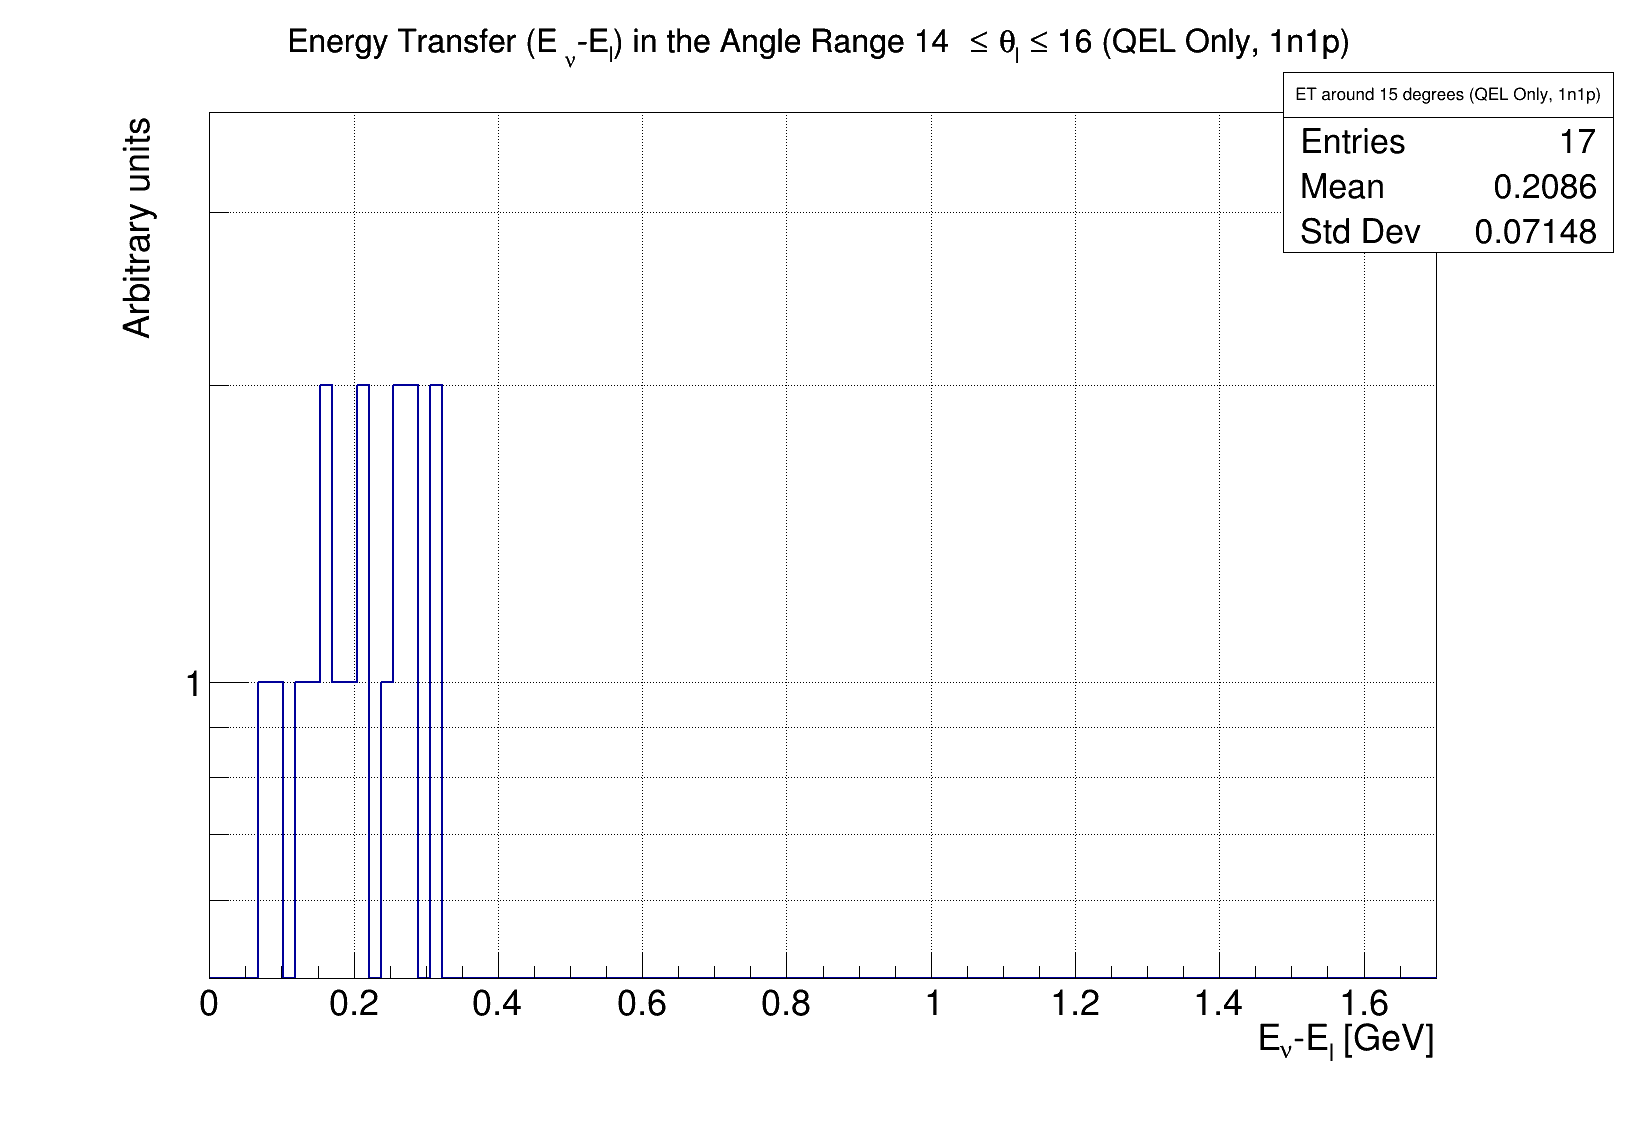 Energy Transfer (E ν-El) in the Angle Range 14 ≤ θl ≤ 16 (QEL Only, 1n1p)
ET around 15 degrees (QEL Only, 1n1p)
Entries 17
Mean 0.2086
Std Dev 0.07148
Arbitrary units
1
0 0.2 0.4 0.6 0.8 1 1.2 1.4 1.6
Eν-El [GeV]